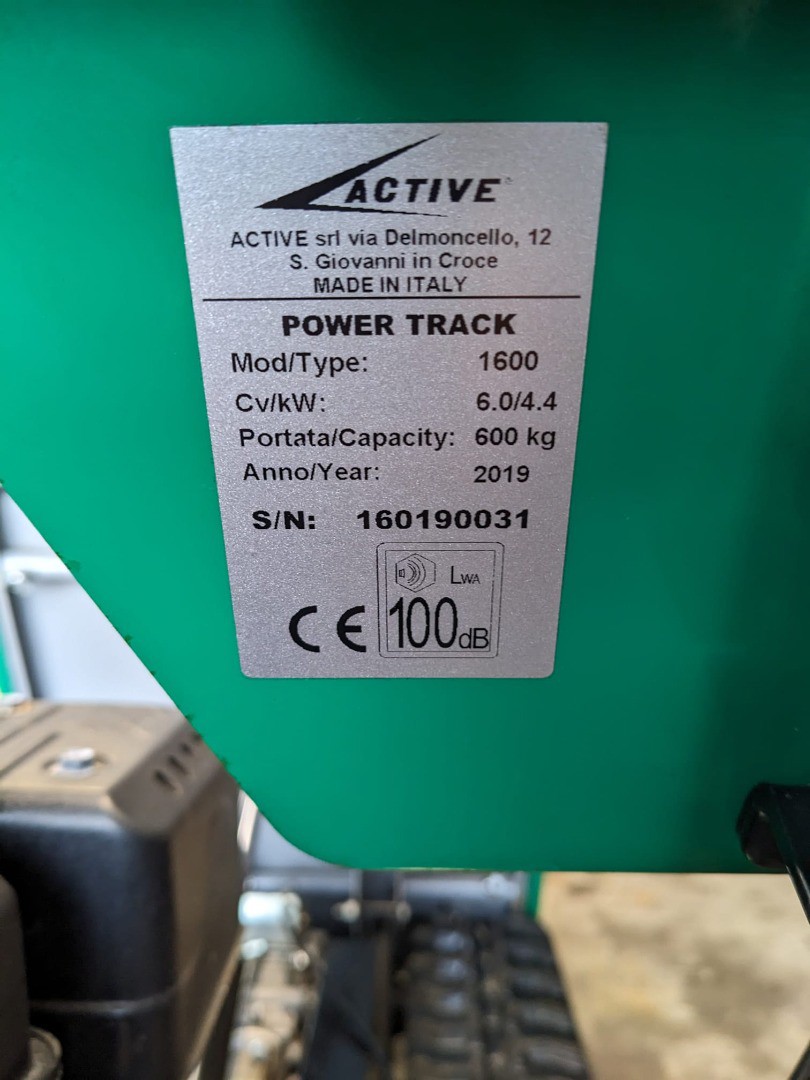 ACTIVE
ACTIVE srl via Delmoncello, 12
S. Giovanni in Croce
MADE IN ITALY
POWER TRACK
Mod/Type: 1600
Cv/kW: 6.0/4.4
Portata/Capacity: 600 kg
Anno/Year: 2019
S/N: 160190031
LWA
CE 100dB